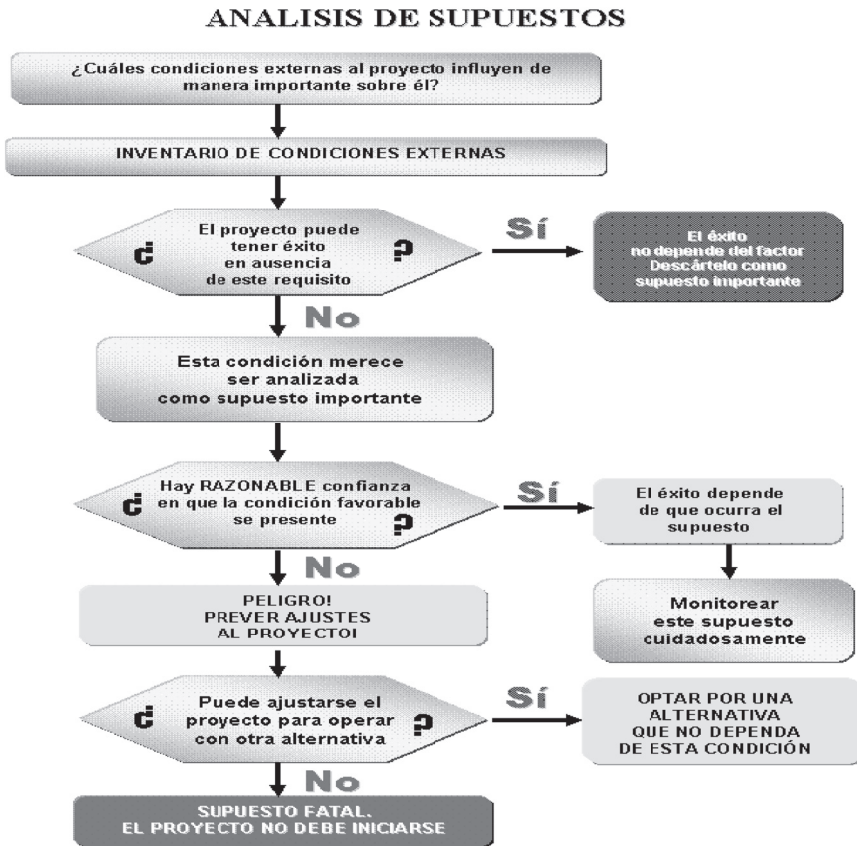 ANALISIS DE SUPUESTOS
¿Cuáles condiciones externas al proyecto influyen de
manera importante sobre él?
INVENTARIO DE CONDICIONES EXTERNAS
¿ El proyecto puede
tener éxito
en ausencia
de este requisito ?
Sí
El éxito
no depende del factor
Descártelo como
supuesto importante
No
Esta condición merece
ser analizada
como supuesto importante
¿ Hay RAZONABLE confianza
en que la condición favorable
se presente ?
Sí
El éxito depende
de que ocurra el
supuesto
Monitorear
este supuesto
cuidadosamente
No
PELIGRO!
PREVER AJUSTES
AL PROYECTO!
¿ Puede ajustarse el
proyecto para operar
con otra alternativa ?
Sí
OPTAR POR UNA
ALTERNATIVA
QUE NO DEPENDA
DE ESTA CONDICIÓN
No
SUPUESTO FATAL.
EL PROYECTO NO DEBE INICIARSE